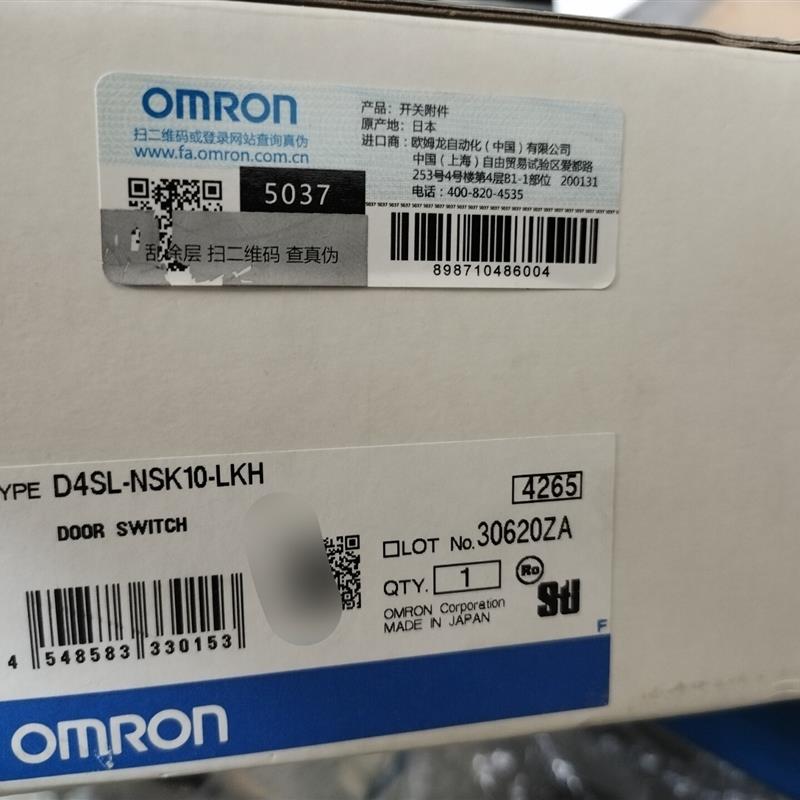 OMRON
扫二维码或登录网站查询真伪
www.fa.omron.com.cn
5037
刮涂层 扫二维码 查真伪
产品：开关附件
原产地：日本
进口商：欧姆龙自动化（中国）有限公司
中国（上海）自由贸易试验区爱都路
253号4号楼第4层B1-1部位 200131
电话：400-820-4535
898710486004
YPE D4SL-NSK10-LKH
DOOR SWITCH
4265
LOT No. 30620ZA
QTY. 1
OMRON Corporation
MADE IN JAPAN
4 548583 330153
F
OMRON